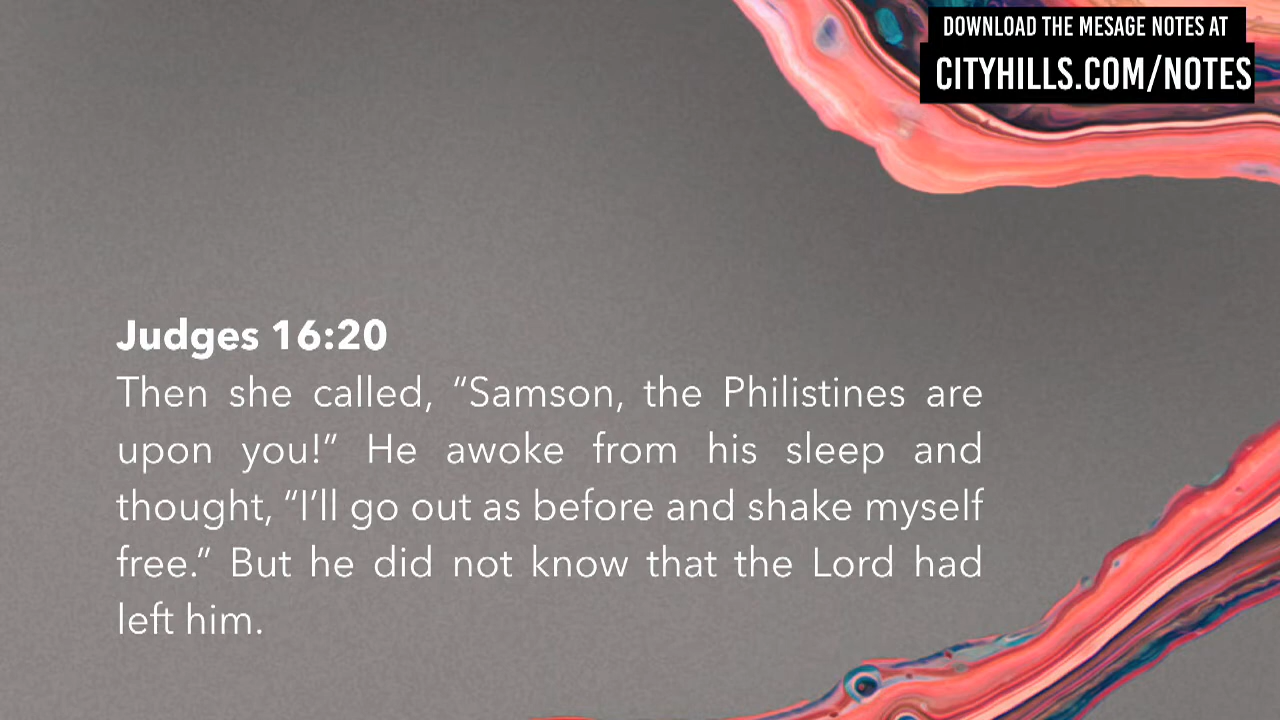 DOWNLOAD THE MESAGE NOTES AT
CITYHILLS.COM/NOTES
Judges 16:20
Then she called, “Samson, the Philistines are
upon you!” He awoke from his sleep and
thought, “I’ll go out as before and shake myself
free.” But he did not know that the Lord had
left him.